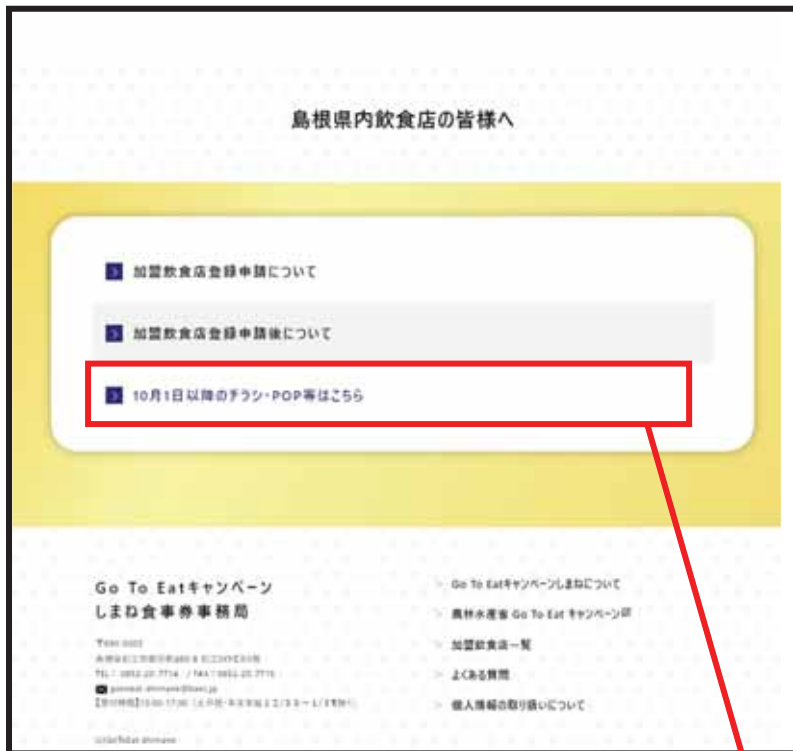 島根県内飲食店の皆様へ
加盟飲食店登録申請について
加盟飲食店登録申請後について
10月1日以降のチラシ・POP等はこちら
Go To Eatキャンペーン
しまね食事券事務局
Go To Eatキャンペーンしまねについて
農林水産省 Go To Eat キャンペーン
加盟飲食店一覧
よくある質問
個人情報の取り扱いについて